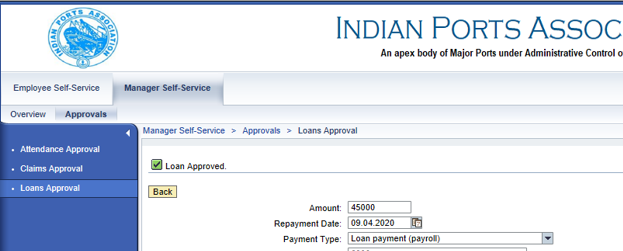 INDIAN PORTS ASSOCIATION
INDIAN PORTS ASSOC
An apex body of Major Ports under Administrative Control o
Employee Self-Service
Manager Self-Service
Overview
Approvals
Manager Self-Service > Approvals > Loans Approval
• Attendance Approval
• Claims Approval
• Loans Approval
Loan Approved.
Back
Amount: 45000
Repayment Date: 09.04.2020
Payment Type: Loan payment (payroll)